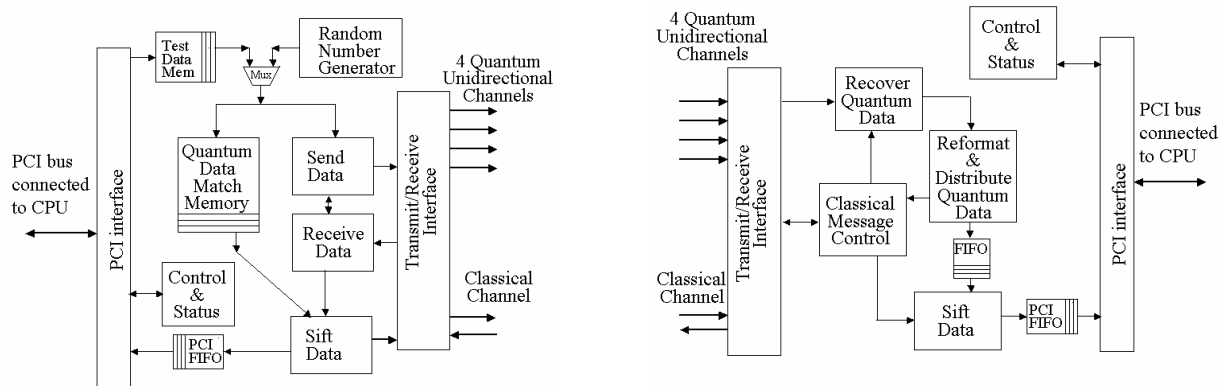 Test
Data
Mem
Random
Number
Generator
Mux
4 Quantum
Unidirectional
Channels
Quantum
Data
Match
Memory
Send
Data
Transmit/Receive
Interface
PCI bus
connected
to CPU
PCI interface
Receive
Data
Control
&
Status
Classical
Channel
PCI
FIFO
Sift
Data
4 Quantum
Unidirectional
Channels
Control
&
Status
Recover
Quantum
Data
PCI bus
connected
to CPU
Reformat
&
Distribute
Quantum
Data
Transmit/Receive
Interface
Classical
Message
Control
PCI interface
FIFO
Classical
Channel
Sift
Data
PCI
FIFO